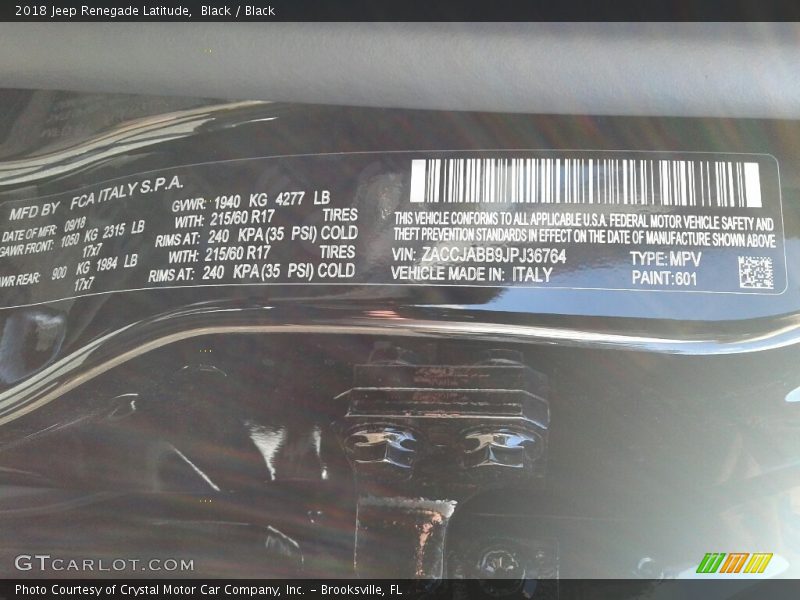 2018 Jeep Renegade Latitude,  Black / Black
MFD BY FCA ITALY S.P.A.
DATE OF MFR: 09/18
GVWR: 1940 KG 4277 LB
GAWR FRONT: 1050 KG 2315 LB
WITH: 215/60 R17 TIRES
17x7
RIMS AT: 240 KPA(35 PSI) COLD
WR REAR: 900 KG 1984 LB
WITH: 215/60 R17 TIRES
17x7
RIMS AT: 240 KPA(35 PSI) COLD
THIS VEHICLE CONFORMS TO ALL APPLICABLE U.S.A. FEDERAL MOTOR VEHICLE SAFETY AND
THEFT PREVENTION STANDARDS IN EFFECT ON THE DATE OF MANUFACTURE SHOWN ABOVE
VIN: ZACCJABB9JPJ36764 TYPE: MPV
VEHICLE MADE IN: ITALY PAINT:601
GTCARLOT.COM
Photo Courtesy of Crystal Motor Car Company, Inc. – Brooksville, FL